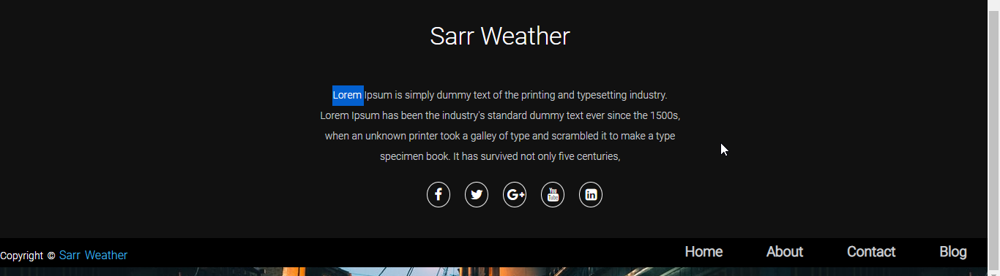 Sarr Weather
Lorem Ipsum is simply dummy text of the printing and typesetting industry.
Lorem Ipsum has been the industry's standard dummy text ever since the 1500s,
when an unknown printer took a galley of type and scrambled it to make a type
specimen book. It has survived not only five centuries,
f G+ You Tube in
Copyright © Sarr Weather Home About Contact Blog